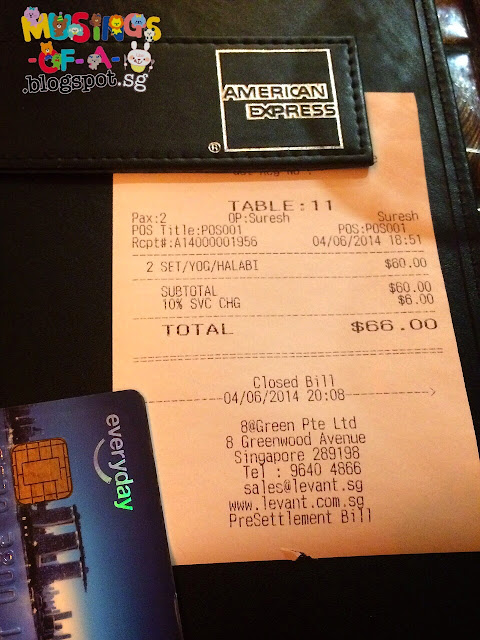 MUSINGS
-OF-A-
.blogspot.sg
AMERICAN
EXPRESS
®
TABLE:11
Pax:2 OP:Suresh Suresh
POS Title:POS001 POS:POS001
Rcpt#:A14000001956 04/06/2014 18:51
2 SET/YOG/HALABI $60.00
SUBTOTAL $60.00
10% SVC CHG $6.00
TOTAL $66.00
Closed Bill
04/06/2014 20:08
8@Green Pte Ltd
8 Greenwood Avenue
Singapore 289198
Tel : 9640 4866
sales@levant.sg
www.levant.com.sg
PreSettlement Bill
everyday